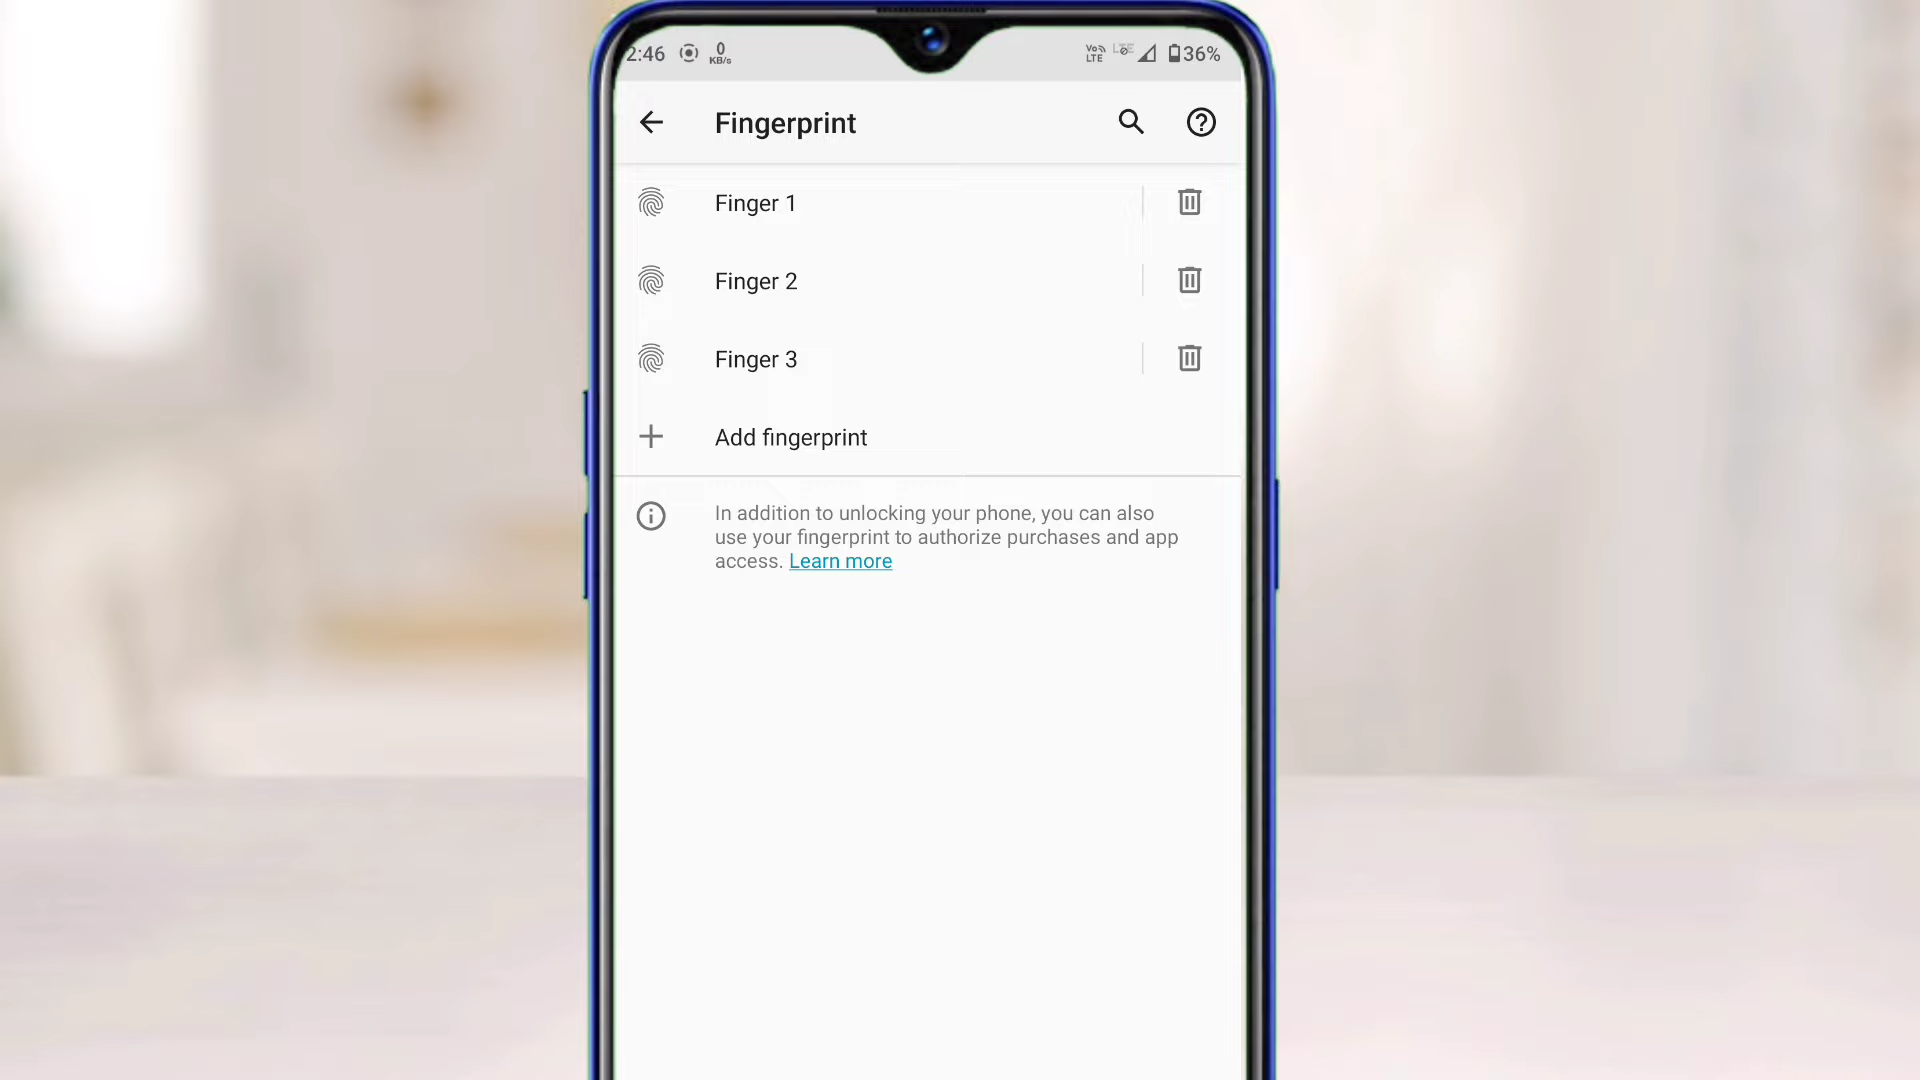 2:46 0 KB/s Vo LTE LTE 36%
Fingerprint
Finger 1
Finger 2
Finger 3
Add fingerprint
In addition to unlocking your phone, you can also
use your fingerprint to authorize purchases and app
access. Learn more